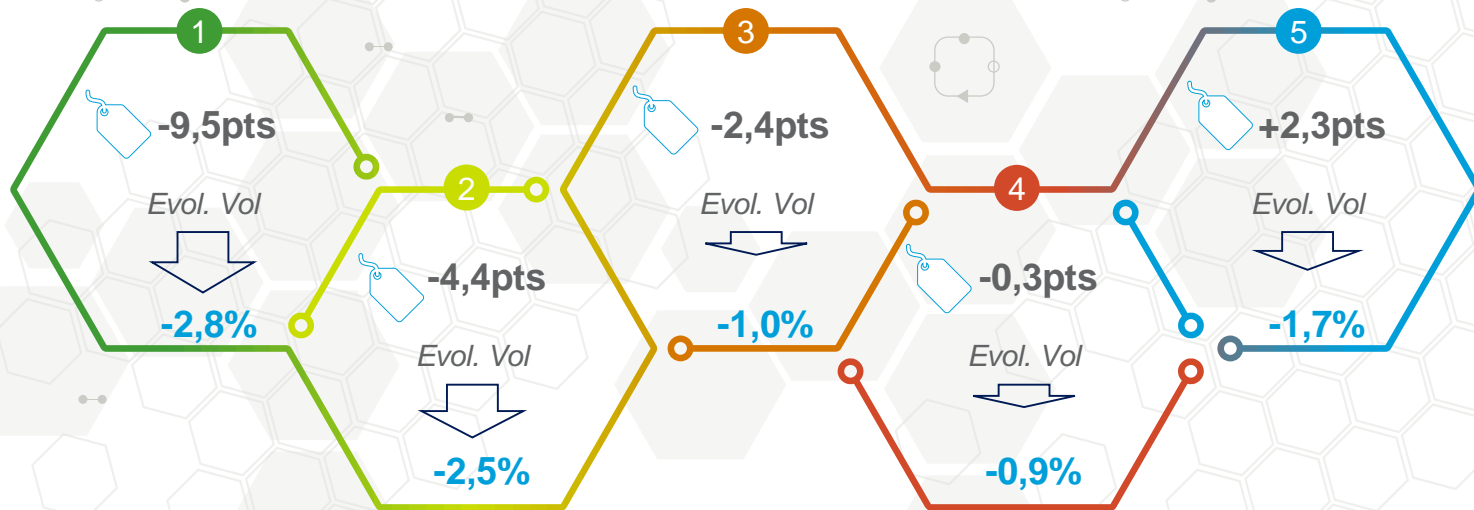 1
-9,5pts
Evol. Vol
-2,8%
2
-4,4pts
Evol. Vol
-2,5%
3
-2,4pts
Evol. Vol
-1,0%
4
-0,3pts
Evol. Vol
-0,9%
5
+2,3pts
Evol. Vol
-1,7%